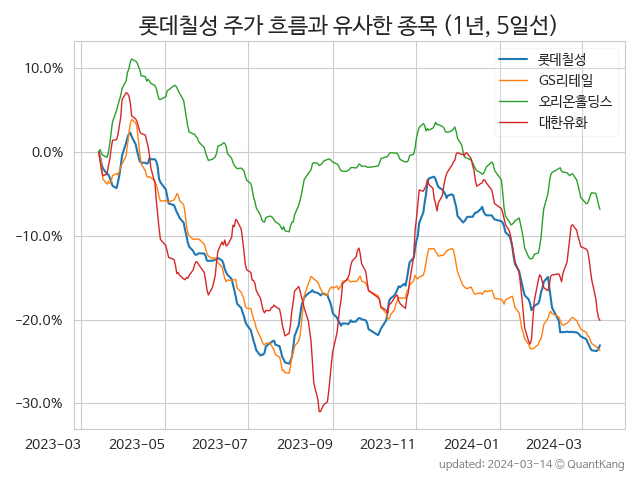 롯데칠성 주가 흐름과 유사한 종목 (1년, 5일선)
롯데칠성
GS리테일
오리온홀딩스
대한유화
10.0%
0.0%
−10.0%
−20.0%
−30.0%
2023-03 2023-05 2023-07 2023-09 2023-11 2024-01 2024-03
updated: 2024-03-14 © QuantKang